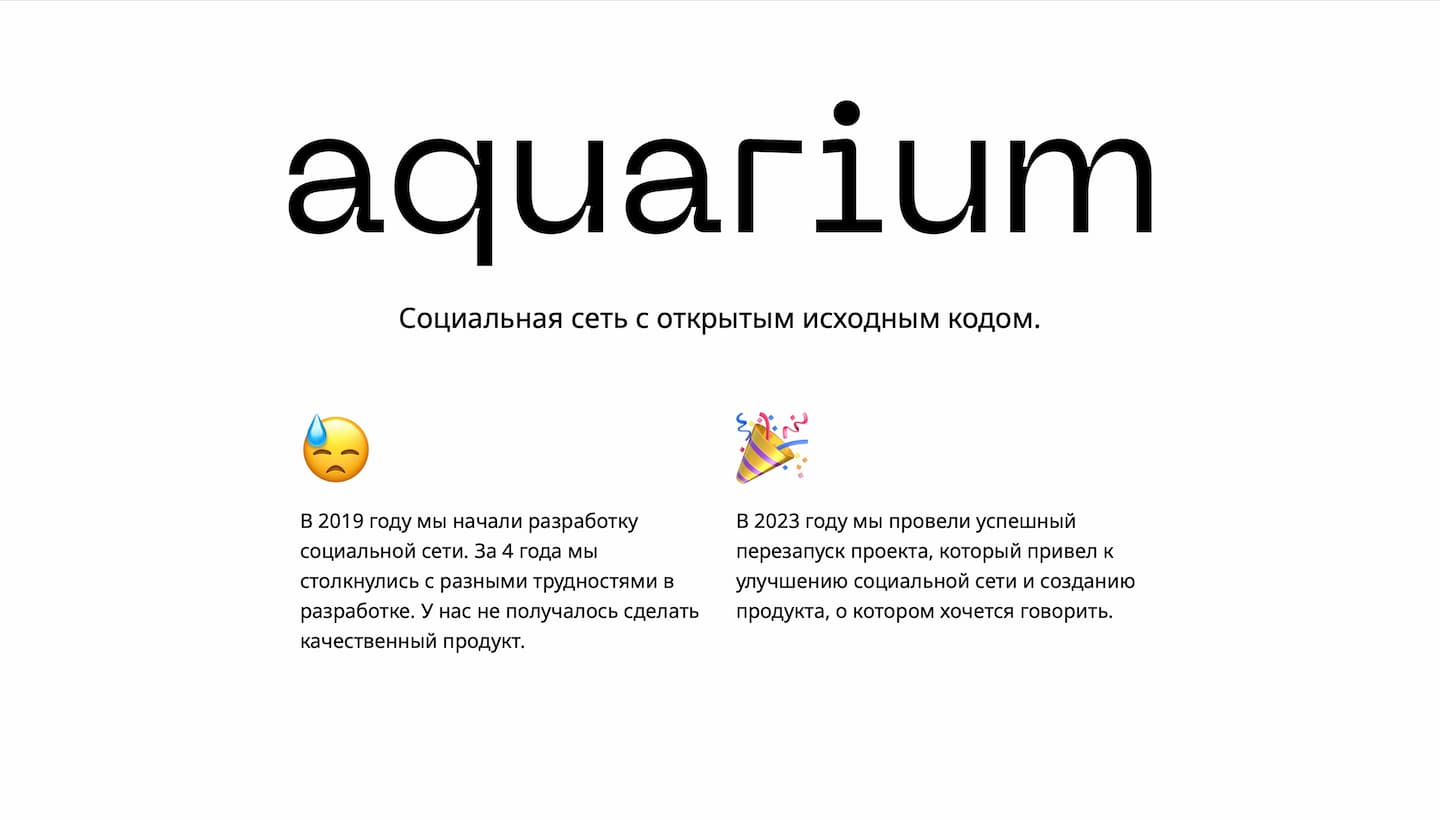 aquarium
Социальная сеть с открытым исходным кодом.
В 2019 году мы начали разработку
социальной сети. За 4 года мы
столкнулись с разными трудностями в
разработке. У нас не получалось сделать
качественный продукт.
В 2023 году мы провели успешный
перезапуск проекта, который привел к
улучшению социальной сети и созданию
продукта, о котором хочется говорить.